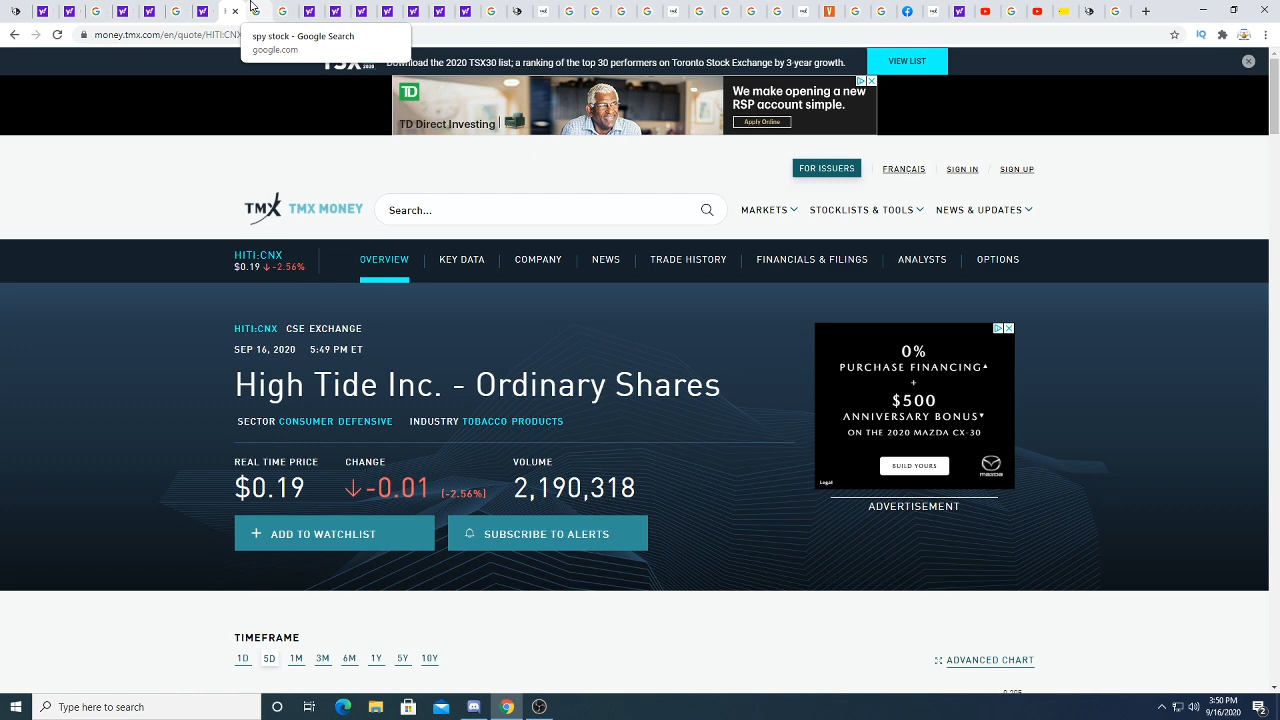 money.tmx.com/en/quote/HITI:CNX
spy stock - Google Search
google.com
Download the 2020 TSX30 list; a ranking of the top 30 performers on Toronto Stock Exchange by 3-year growth.
VIEW LIST
TD
TD Direct Investing
We make opening a new
RSP account simple.
Apply Online
FOR ISSUERS
FRANÇAIS
SIGN IN
SIGN UP
TMX TMX MONEY
Search...
MARKETS
STOCKLISTS & TOOLS
NEWS & UPDATES
HITI:CNX
$0.19 -2.56%
OVERVIEW
KEY DATA
COMPANY
NEWS
TRADE HISTORY
FINANCIALS & FILINGS
ANALYSTS
OPTIONS
HITI:CNX CSE EXCHANGE
SEP 16, 2020 5:49 PM ET
High Tide Inc. - Ordinary Shares
SECTOR CONSUMER DEFENSIVE INDUSTRY TOBACCO PRODUCTS
REAL TIME PRICE CHANGE VOLUME
$0.19 -0.01 (-2.56%) 2,190,318
+ ADD TO WATCHLIST
SUBSCRIBE TO ALERTS
0%
PURCHASE FINANCING▲
+
$500
ANNIVERSARY BONUS▼
ON THE 2020 MAZDA CX-30
BUILD YOURS
mazda
Legal
ADVERTISEMENT
TIMEFRAME
1D 5D 1M 3M 6M 1Y 5Y 10Y
ADVANCED CHART
Type here to search
3:50 PM
9/16/2020
2